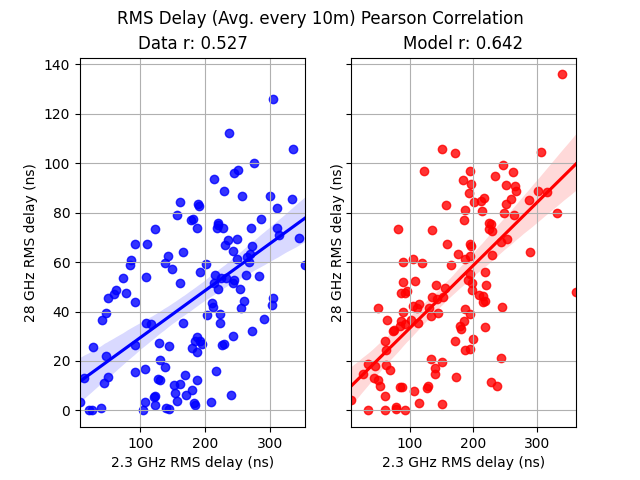 RMS Delay (Avg. every 10m) Pearson Correlation
Data r: 0.527
Model r: 0.642
140
120
100
80
60
40
20
0
28 GHz RMS delay (ns)
28 GHz RMS delay (ns)
100 200 300
100 200 300
2.3 GHz RMS delay (ns)
2.3 GHz RMS delay (ns)